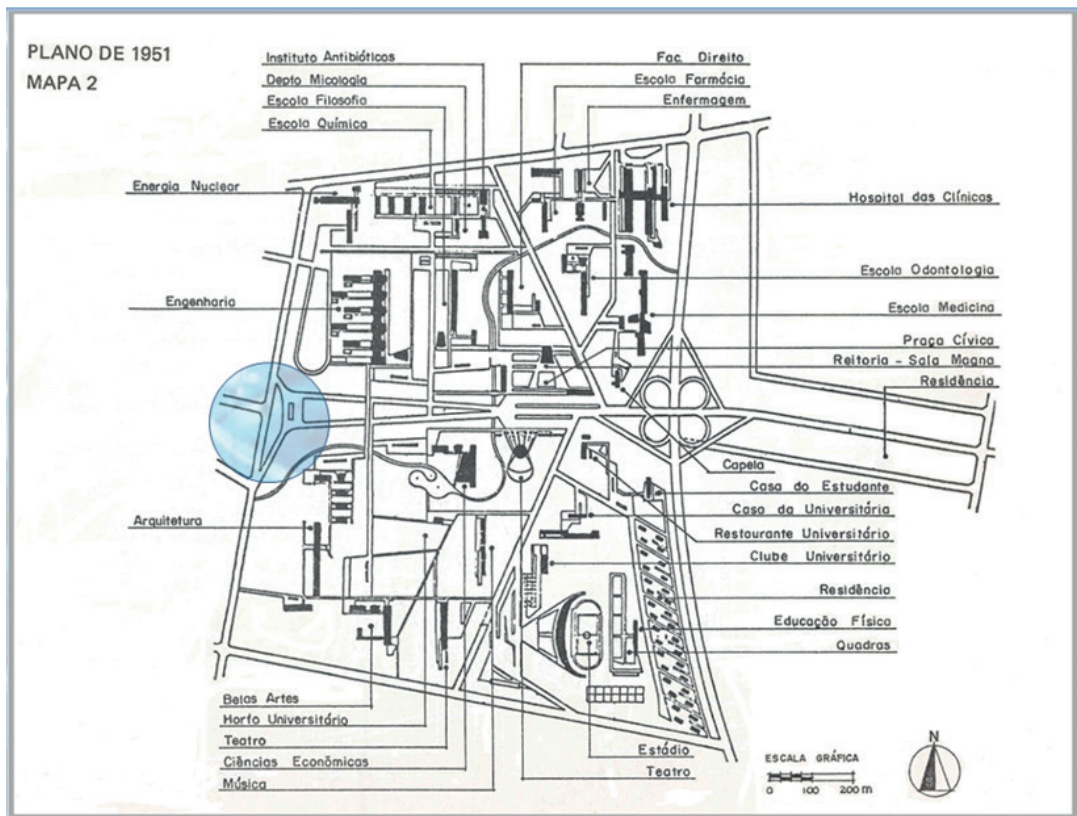 PLANO DE 1951
MAPA 2
Instituto Antibióticos
Depto Micologia
Escola Filosofia
Escola Química
Energia Nuclear
Engenharia
Arquitetura
Belas Artes
Horfo Universitário
Teatro
Ciências Econômicas
Música
Fac. Direito
Escola Farmácia
Enfermagem
Hospital das Clínicas
Escola Odontologia
Escola Medicina
Praça Cívica
Reitoria - Sala Magna
Residência
Capela
Casa do Estudante
Casa da Universitária
Restaurante Universitário
Clube Universitário
Residência
Educação Física
Quadras
Estádio
Teatro
ESCALA GRÁFICA
0 100 200 m
N